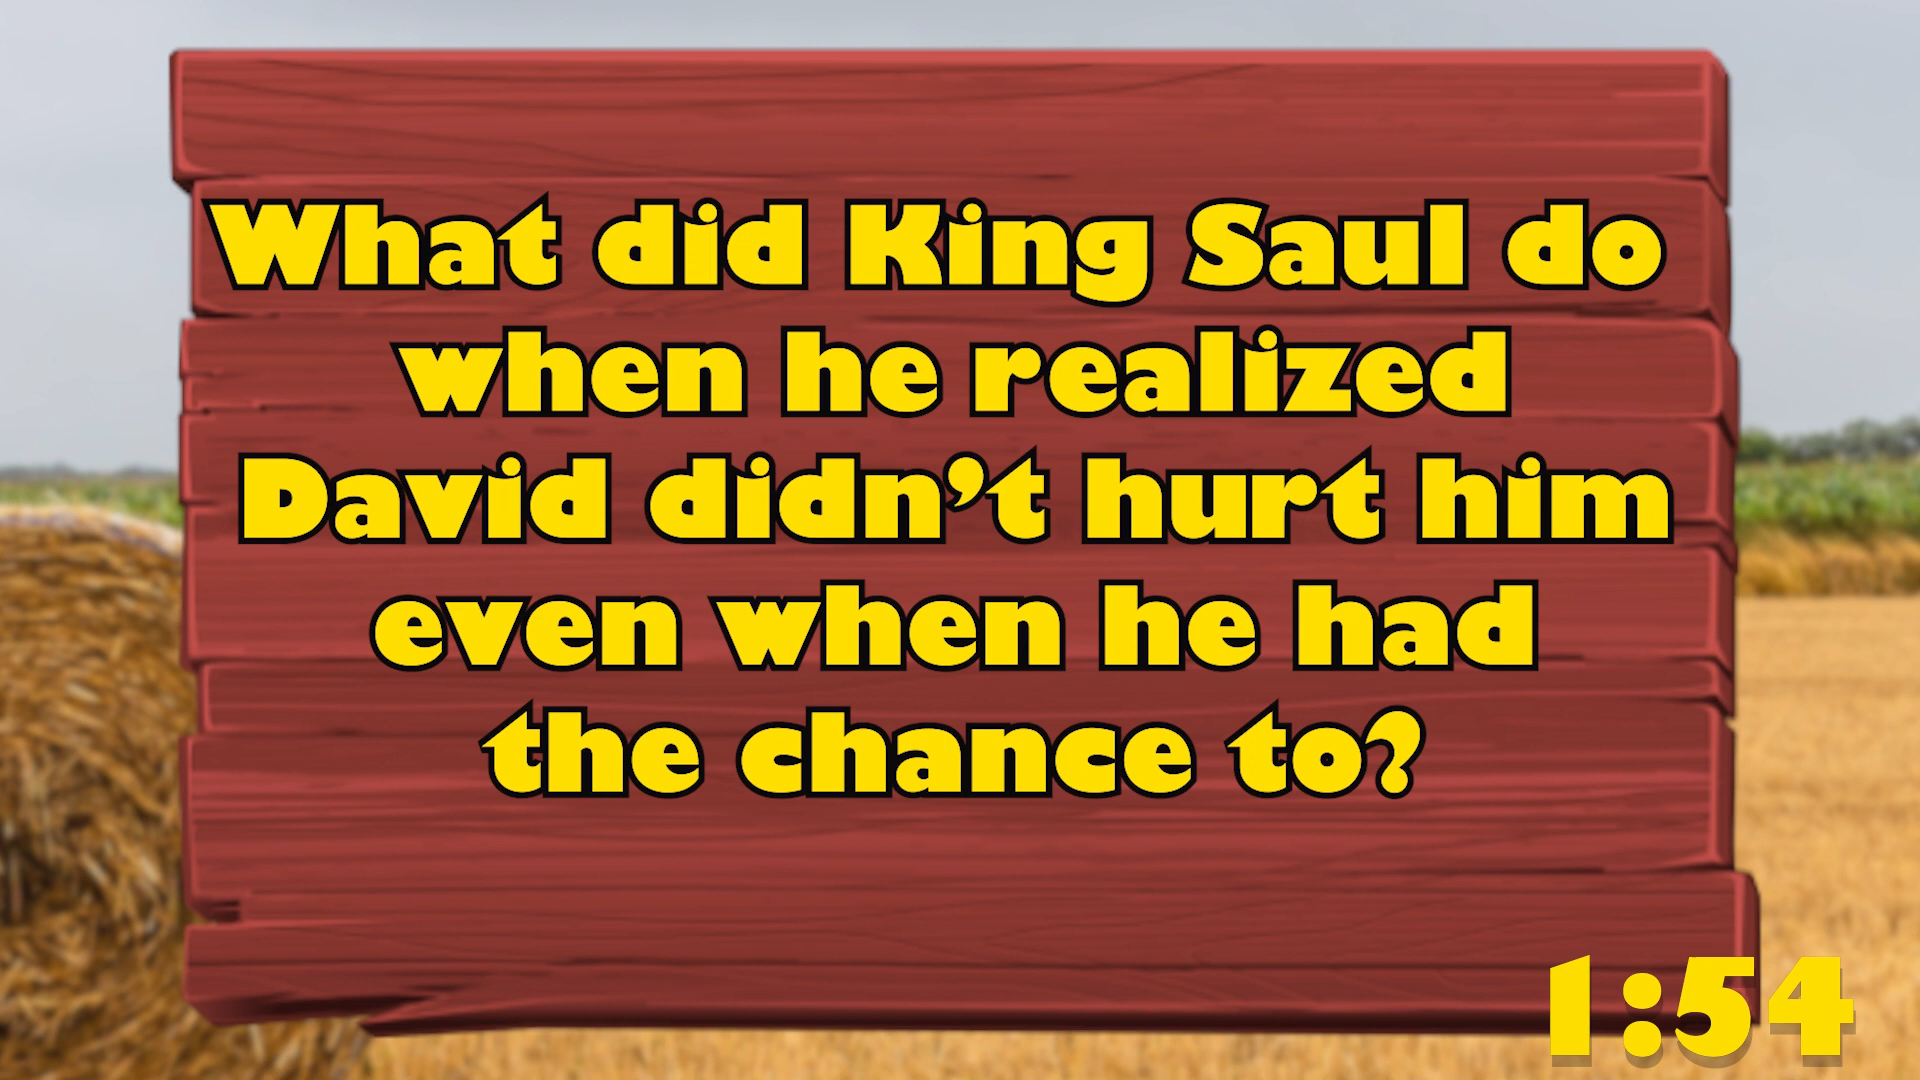 What did King Saul do
when he realized
David didn’t hurt him
even when he had
the chance to?
1:54